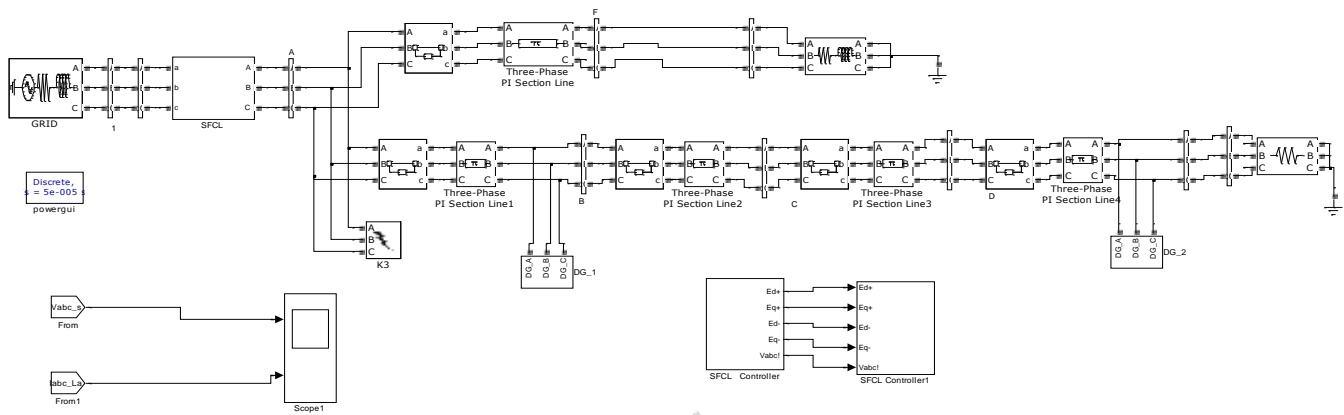 F
A
A a A A A A
B b B B B B
C c C C C C
Three-Phase
PI Section Line
A a A
B b B
C c C
GRID
1
SFCL
A a A A
B b B B
C c C C
Three-Phase
PI Section Line1
B
A a A A
B b B B
C c C C
Three-Phase
PI Section Line2
C
A a A A
B b B B
C c C C
Three-Phase
PI Section Line3
D
A a A A
B b B B
C c C C
Three-Phase
PI Section Line4
A A
B B
C C
Discrete,
s = 5e-005 s
powergui
A
B
C
K3
DG_A
DG_B
DG_C
DG_1
DG_A
DG_B
DG_C
DG_2
Vabc_s
From
Iabc_La
From1
Scope1
Ed+ Ed+
Eq+ Eq+
Ed- Ed-
Eq- Eq-
Vabc! Vabc!
SFCL Controller
SFCL Controller1